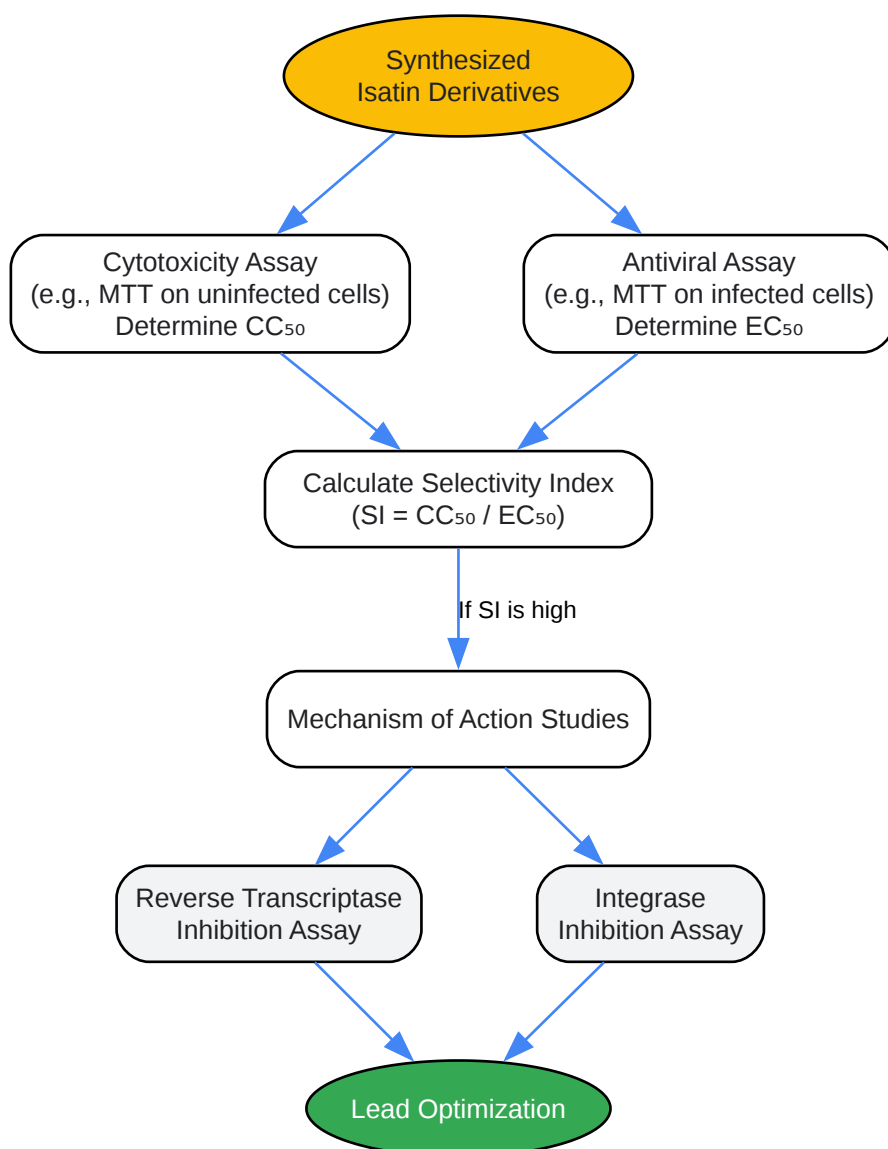 Synthesized
Isatin Derivatives
Cytotoxicity Assay
(e.g., MTT on uninfected cells)
Determine CC₅₀
Antiviral Assay
(e.g., MTT on infected cells)
Determine EC₅₀
Calculate Selectivity Index
(SI = CC₅₀ / EC₅₀)
If SI is high
Mechanism of Action Studies
Reverse Transcriptase
Inhibition Assay
Integrase
Inhibition Assay
Lead Optimization